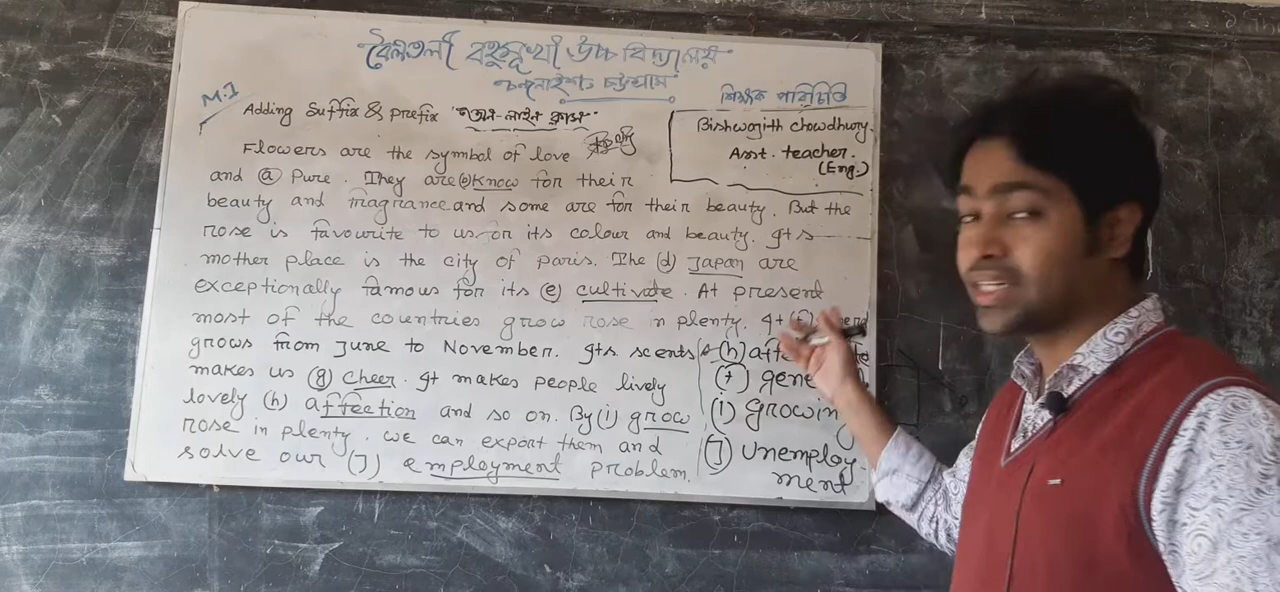 বৈলতলী বহুমূখী উচ্চ বিদ্যালয়
চন্দনাইশ, চট্টগ্রাম
M.1
Adding Suffix & prefix "অন-লাইন ক্লাস"
শিক্ষক পরিচিতি
Bishwagith Chowdhury.
Asst. teacher.
(Eng.)
Flowers are the symbol of love
and (a) Pure. They are (b) Know for their
beauty and fragrance and some are for their beauty. But the
rose is favourite to us for its colour and beauty. Its
mother place is the city of Paris. The (d) Japan are
exceptionally famous for its (e) cultivate. At present
most of the countries grow rose in plenty. It (f)
grows from June to November. Its scents
makes us (g) cheer. It makes people lively
lovely (h) affection and so on. By (i) grow
rose in plenty. we can export them and
solve our (J) employment problem.
(h)
(f)
(i)
(J) Unemploy-
ment